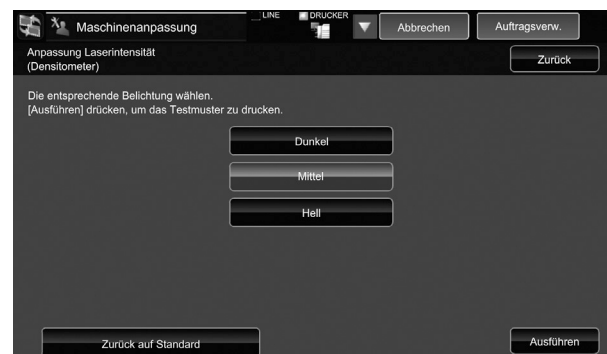 Maschinenanpassung
LINE
DRUCKER
Abbrechen
Auftragsverw.
Anpassung Laserintensität
(Densitometer)
Zurück
Die entsprechende Belichtung wählen.
[Ausführen] drücken, um das Testmuster zu drucken.
Dunkel
Mittel
Hell
Zurück auf Standard
Ausführen